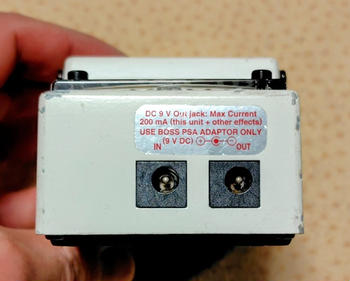 DC 9 V Out jack: Max Current
200 mA (this unit + other effects)
USE BOSS PSA ADAPTOR ONLY
(9 V DC) + −
IN OUT